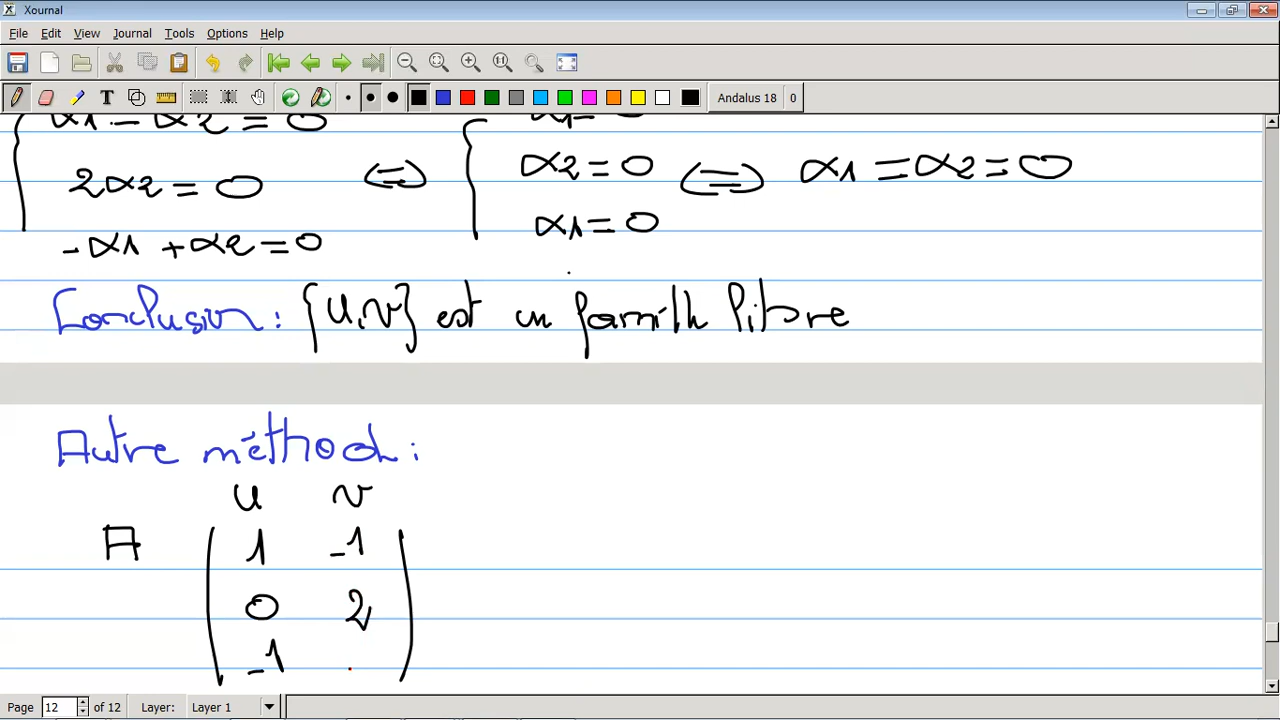 Xournal
File Edit View Journal Tools Options Help
Andalus 18 0
α1 - α2 = 0
α1 = 0
2α2 = 0 ⟺ α2 = 0 ⟺ α1 = α2 = 0
-α1 + α2 = 0 α1 = 0
Conclusion : {u,v} est un famille libre
Autre méthode :
u v
A 1 -1
0 2
-1
Page 12 of 12 Layer: Layer 1